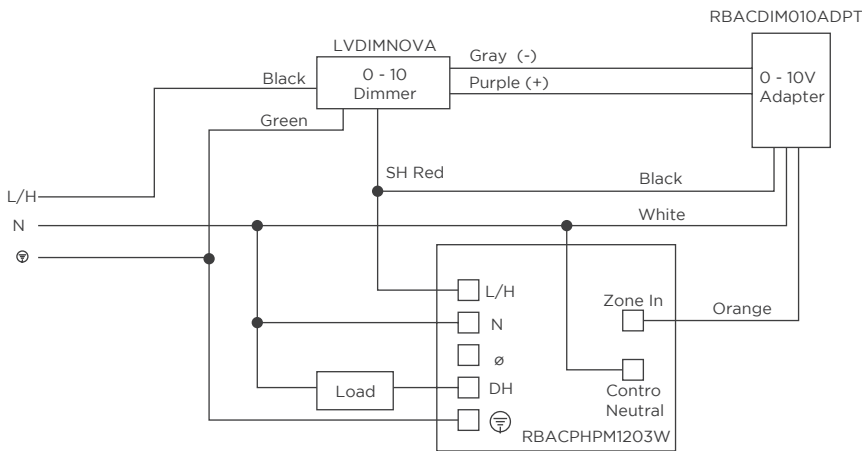 RBACDIM010ADPT
LVDIMNOVA
Gray (-)
0 - 10
Dimmer
Black
Purple (+)
0 - 10V
Adapter
Green
SH Red
Black
L/H
White
N
L/H
Zone In
Orange
N
ø
Load
DH
Contro
Neutral
RBACPHPM1203W